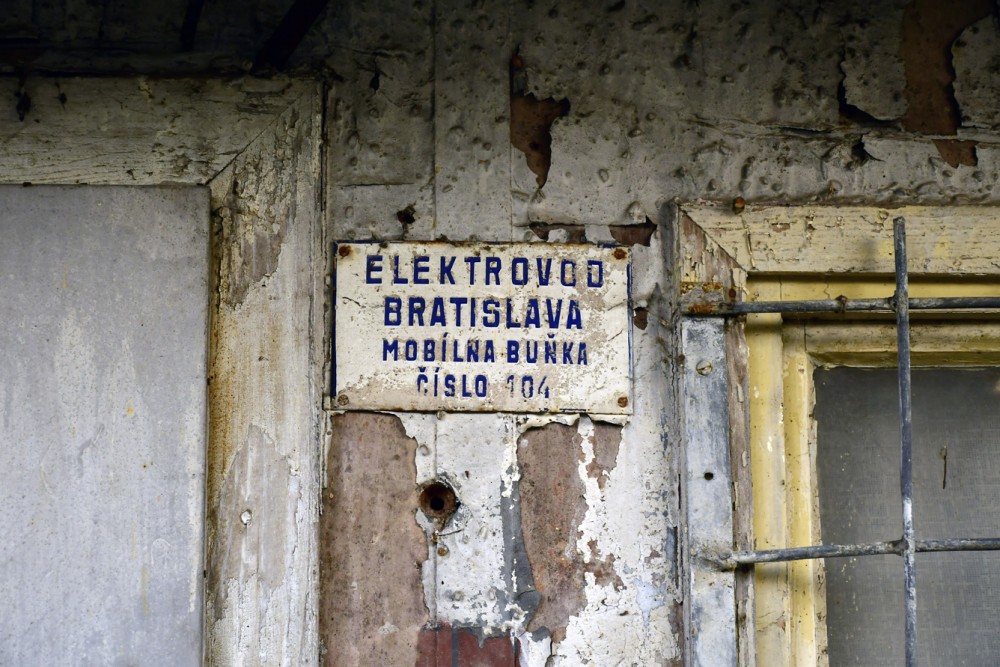 ELEKTROVOD
BRATISLAVA
MOBÍLNA BUŇKA
ČÍSLO 104